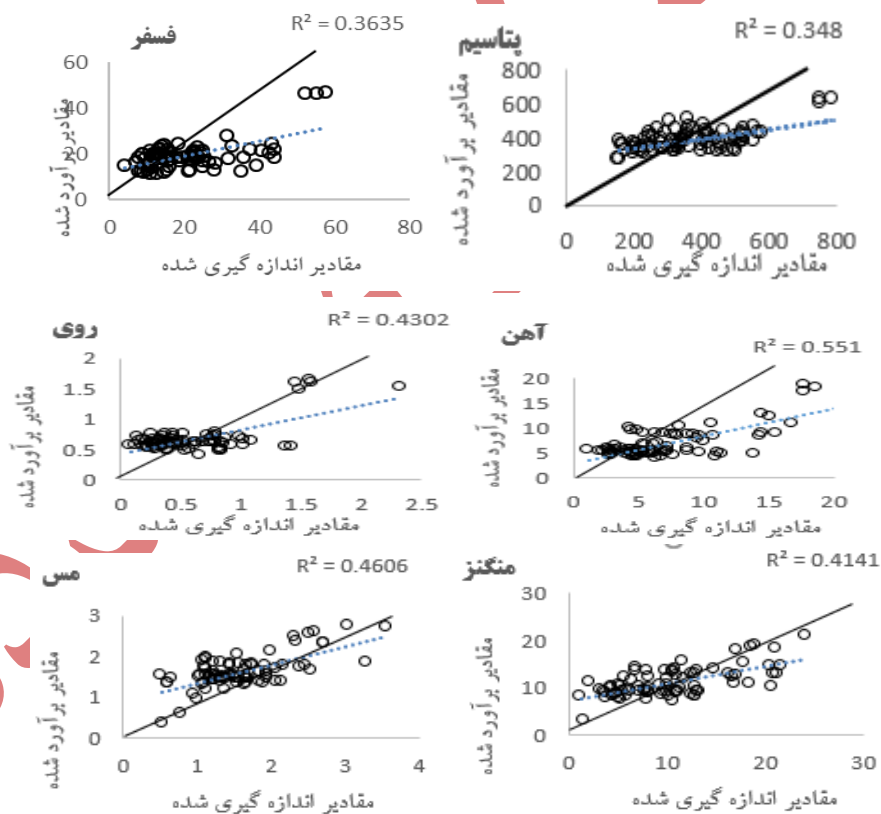 فسفر
R² = 0.3635
60
40
20
0
0
20
40
60
80
مقادیر برآورد شده
مقادیر اندازه گیری شده
پتاسیم
R² = 0.348
800
600
400
200
0
0
200
400
600
800
مقادیر برآورد شده
مقادیر اندازه گیری شده
روی
R² = 0.4302
2
1.5
1
0.5
0
0
0.5
1
1.5
2
2.5
مقادیر برآورد شده
مقادیر اندازه گیری شده
آهن
R² = 0.551
20
15
10
5
0
0
5
10
15
20
مقادیر برآورد شده
مقادیر اندازه گیری شده
مس
R² = 0.4606
3
2
1
0
0
1
2
3
4
مقادیر برآورد شده
مقادیر اندازه گیری شده
منگنز
R² = 0.4141
30
20
10
0
0
10
20
30
مقادیر برآورد شده
مقادیر اندازه گیری شده